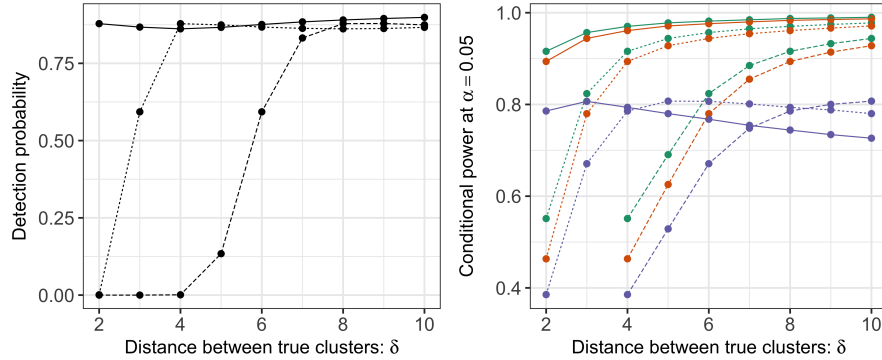 Detection probability
0.75
0.50
0.25
0.00
2 4 6 8 10
Distance between true clusters: δ
Conditional power at α = 0.05
1.0
0.8
0.6
0.4
2 4 6 8 10
Distance between true clusters: δ